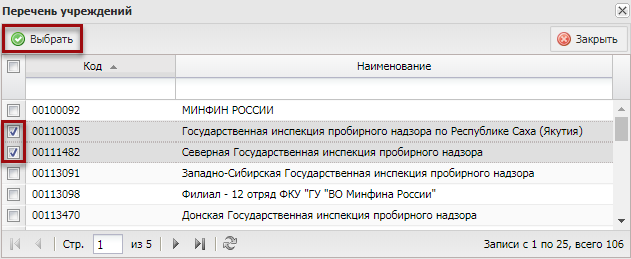 Перечень учреждений
Выбрать Закрыть
Код Наименование
00100092 МИНФИН РОССИИ
00110035 Государственная инспекция пробирного надзора по Республике Саха (Якутия)
00111482 Северная Государственная инспекция пробирного надзора
00113091 Западно-Сибирская Государственная инспекция пробирного надзора
00113098 Филиал - 12 отряд ФКУ "ГУ "ВО Минфина России"
00113470 Донская Государственная инспекция пробирного надзора
Стр. 1 из 5 Записи с 1 по 25, всего 106